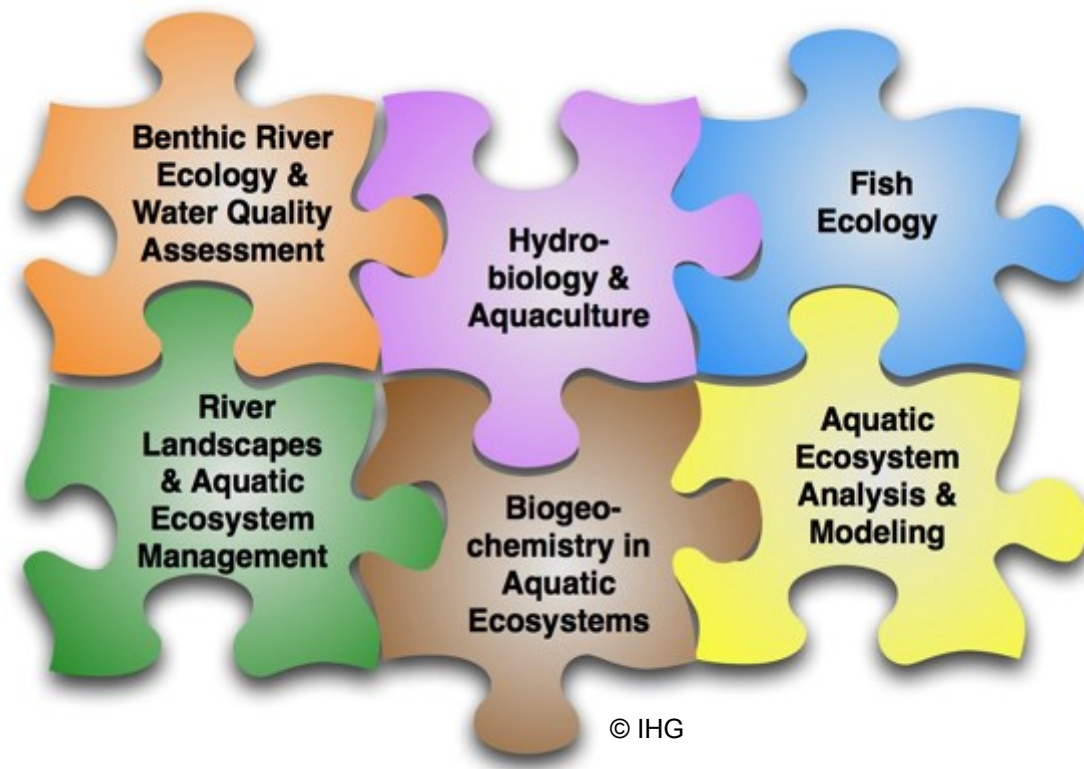 Benthic River
Ecology &
Water Quality
Assessment
Hydro-
biology &
Aquaculture
Fish
Ecology
River
Landscapes
& Aquatic
Ecosystem
Management
Biogeo-
chemistry in
Aquatic
Ecosystems
Aquatic
Ecosystem
Analysis &
Modeling
© IHG